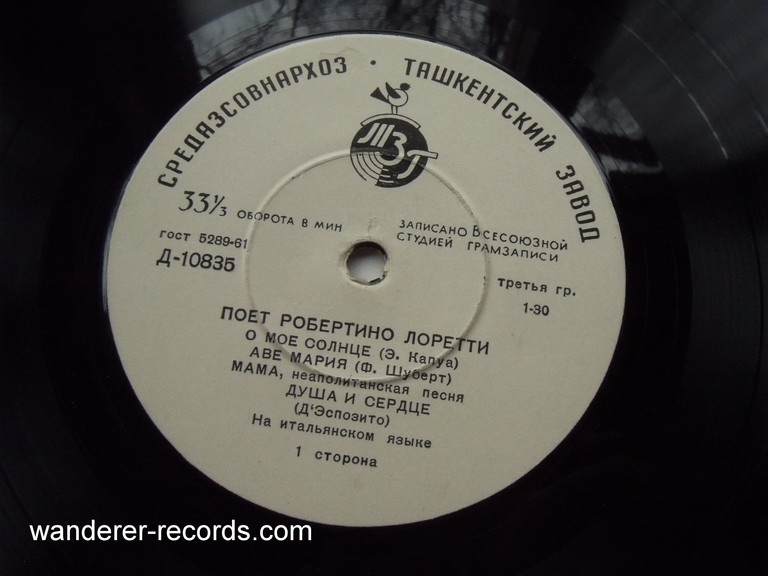 СРЕДАЗСОВНАРХОЗ · ТАШКЕНТСКИЙ ЗАВОД
ТЗГ
33⅓ ОБОРОТА В МИН
ЗАПИСАНО ВСЕСОЮЗНОЙ
СТУДИЕЙ ГРАМЗАПИСИ
ГОСТ 5289-61
Д-10835
третья гр.
1-30
ПОЕТ РОБЕРТИНО ЛОРЕТТИ
О МОЕ СОЛНЦЕ (Э. Капуа)
АВЕ МАРИЯ (Ф. Шуберт)
МАМА, неаполитанская песня
ДУША И СЕРДЦЕ
(Д'Эспозито)
На итальянском языке
1 сторона
wanderer-records.com